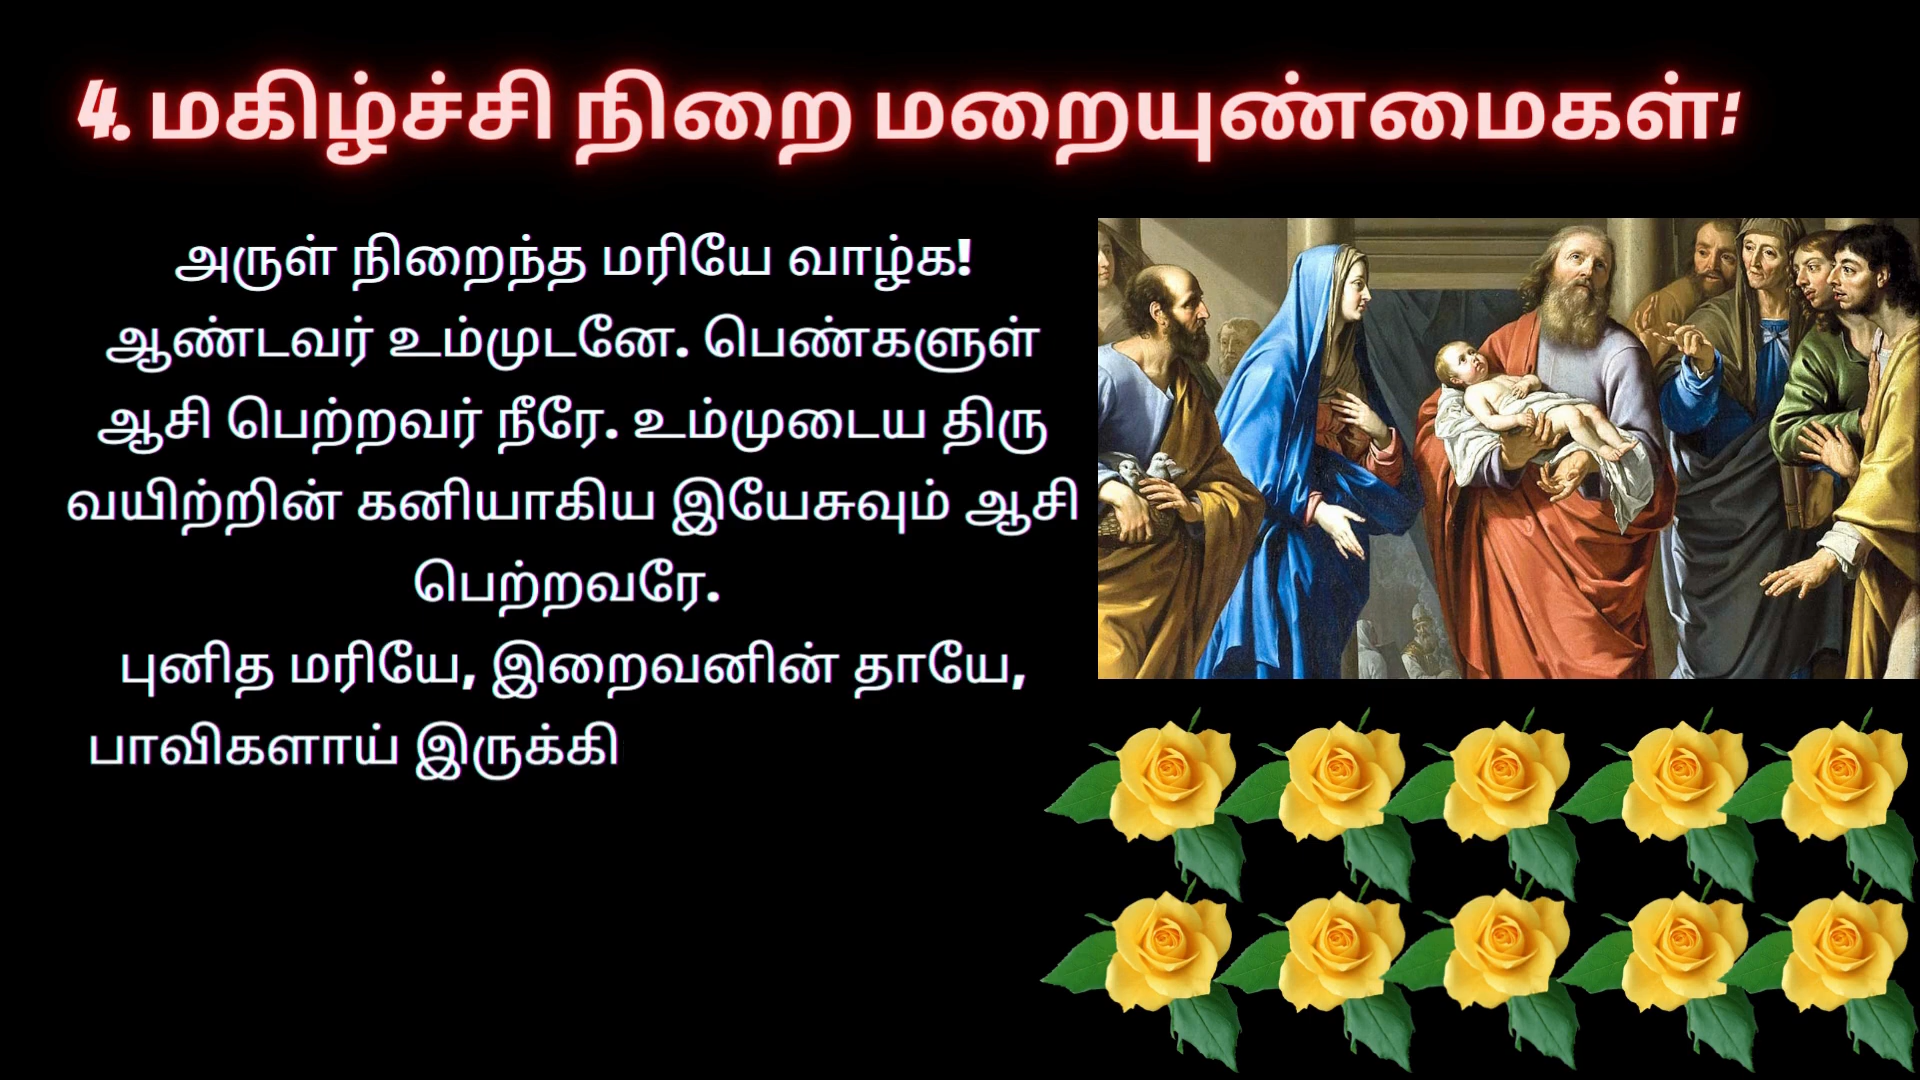 4. மகிழ்ச்சி நிறை மறையுண்மைகள்:
அருள் நிறைந்த மரியே வாழ்க!
ஆண்டவர் உம்முடனே. பெண்களுள்
ஆசி பெற்றவர் நீரே. உம்முடைய திரு
வயிற்றின் கனியாகிய இயேசுவும் ஆசி
பெற்றவரே.
புனித மரியே, இறைவனின் தாயே,
பாவிகளாய் இருக்கி